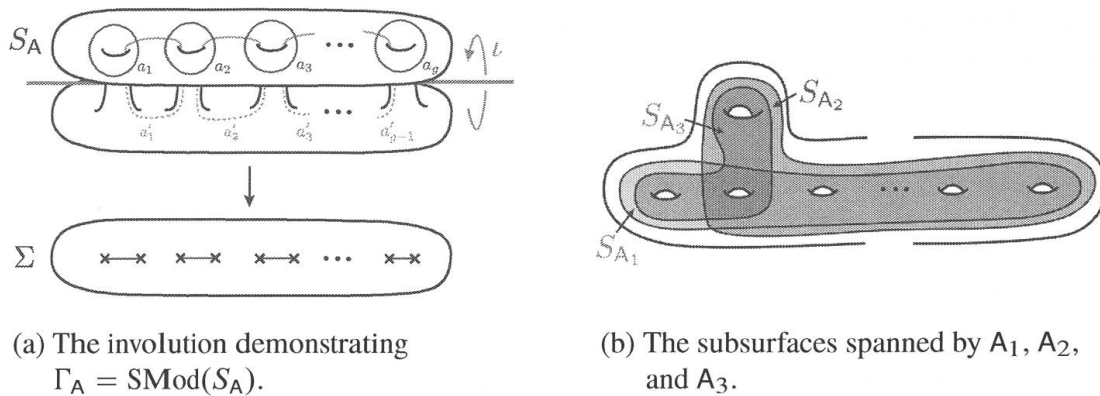 S_A
a_1 a_2 a_3 ... a_g
ι
a'_1 a'_2 a'_3 ... a'_{g-1}
Σ
(a) The involution demonstrating
Γ_A = SMod(S_A).
S_{A_2}
S_{A_3}
...
S_{A_1}
(b) The subsurfaces spanned by A_1, A_2,
and A_3.